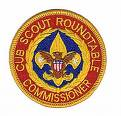 CUB SCOUT ROUNDTABLE
COMMISSIONER